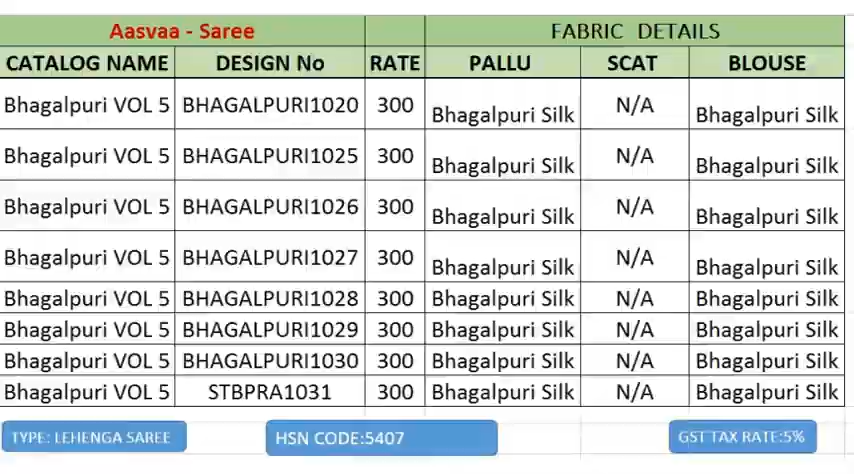 Aasvaa - Saree FABRIC DETAILS
CATALOG NAME DESIGN No RATE PALLU SCAT BLOUSE
Bhagalpuri VOL 5 BHAGALPURI1020 300 Bhagalpuri Silk N/A Bhagalpuri Silk
Bhagalpuri VOL 5 BHAGALPURI1025 300 Bhagalpuri Silk N/A Bhagalpuri Silk
Bhagalpuri VOL 5 BHAGALPURI1026 300 Bhagalpuri Silk N/A Bhagalpuri Silk
Bhagalpuri VOL 5 BHAGALPURI1027 300 Bhagalpuri Silk N/A Bhagalpuri Silk
Bhagalpuri VOL 5 BHAGALPURI1028 300 Bhagalpuri Silk N/A Bhagalpuri Silk
Bhagalpuri VOL 5 BHAGALPURI1029 300 Bhagalpuri Silk N/A Bhagalpuri Silk
Bhagalpuri VOL 5 BHAGALPURI1030 300 Bhagalpuri Silk N/A Bhagalpuri Silk
Bhagalpuri VOL 5 STBPRA1031 300 Bhagalpuri Silk N/A Bhagalpuri Silk
TYPE: LEHENGA SAREE HSN CODE:5407 GST TAX RATE:5%